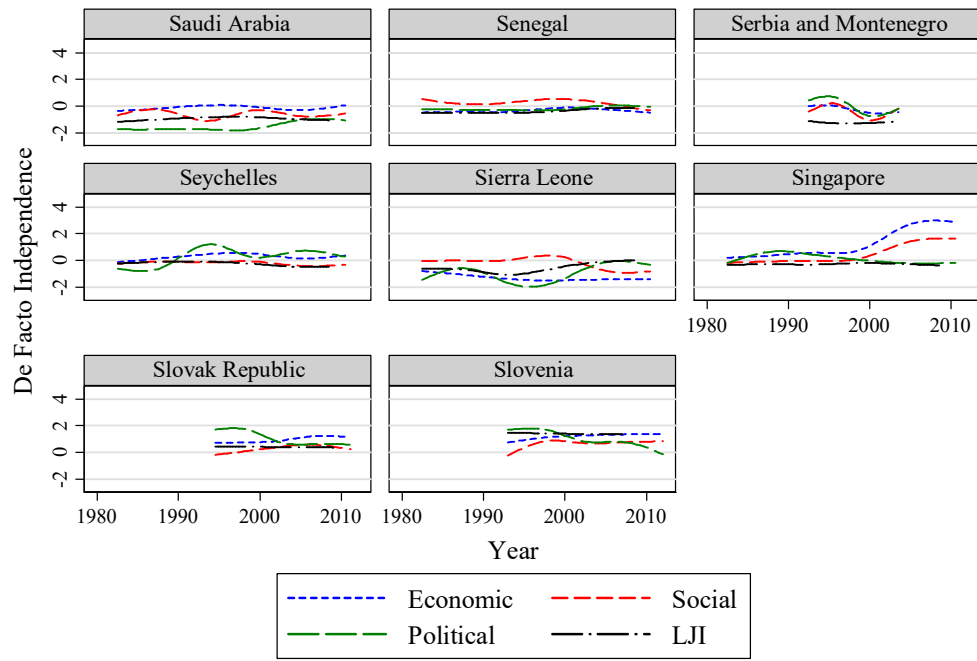 De Facto Independence
Saudi Arabia
Senegal
Serbia and Montenegro
4
2
0
-2
Seychelles
Sierra Leone
Singapore
4
2
0
-2
1980 1990 2000 2010
Slovak Republic
Slovenia
4
2
0
-2
1980 1990 2000 2010
1980 1990 2000 2010
Year
Economic
Social
Political
LJI